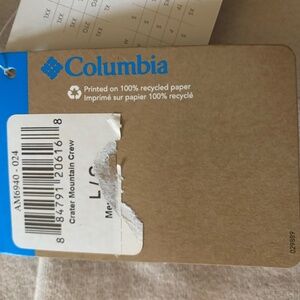 Columbia
Printed on 100% recycled paper
Imprimé sur papier 100% recyclé
AM6940 - 024
8 84791 20616 8
Crater Mountain Crew
L / G
029889